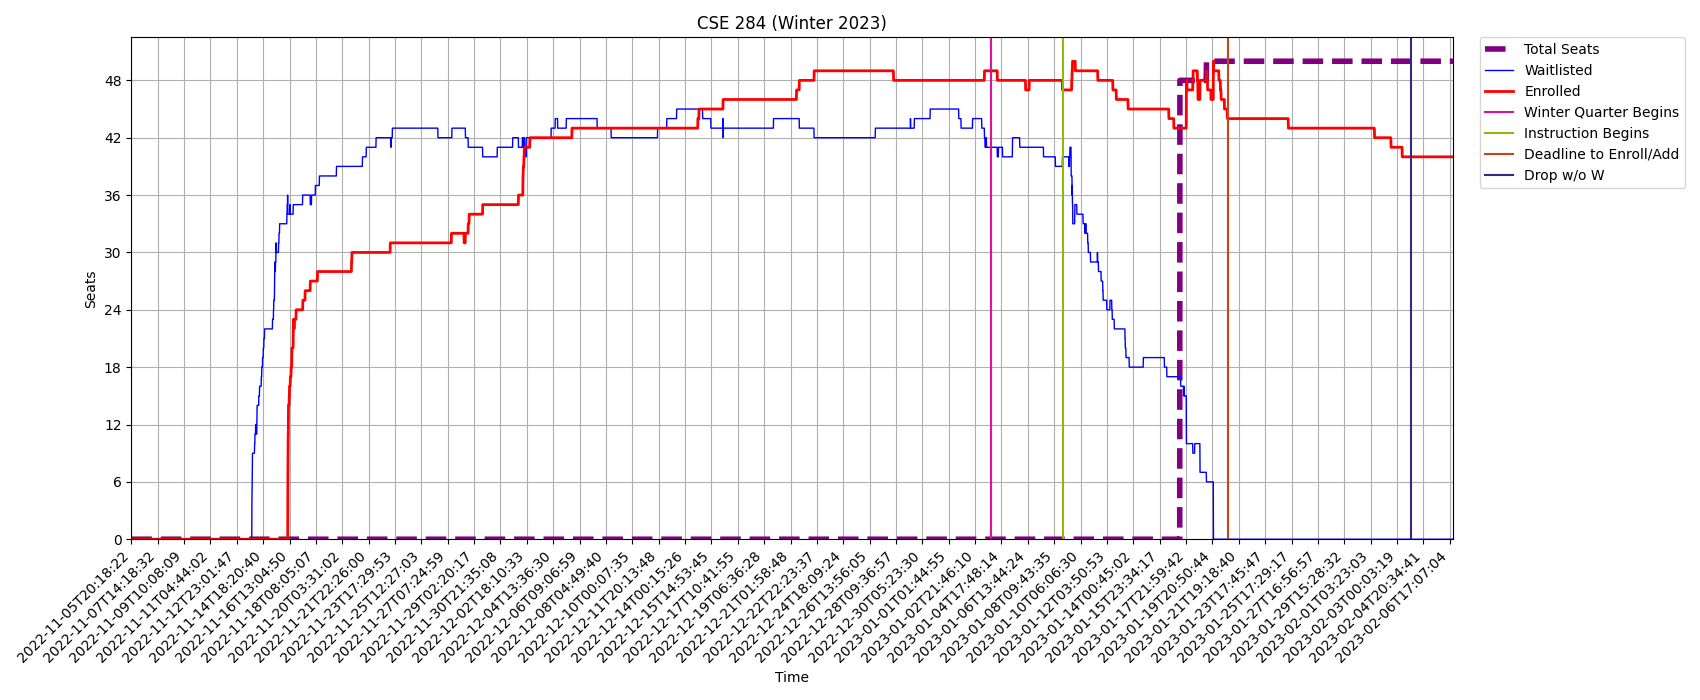 CSE 284 (Winter 2023)
Total Seats
Waitlisted
Enrolled
Winter Quarter Begins
Instruction Begins
Deadline to Enroll/Add
Drop w/o W
Seats
48
42
36
30
24
18
12
6
0
2022-11-05T20:18:22
2022-11-07T14:18:32
2022-11-09T10:08:09
2022-11-11T04:44:02
2022-11-12T23:01:47
2022-11-14T18:20:40
2022-11-16T13:04:50
2022-11-18T08:05:07
2022-11-20T03:31:02
2022-11-21T22:26:00
2022-11-23T17:29:53
2022-11-25T12:27:03
2022-11-27T07:24:59
2022-11-29T02:20:17
2022-11-30T21:35:08
2022-12-02T18:10:33
2022-12-04T13:36:30
2022-12-06T09:06:59
2022-12-08T04:49:40
2022-12-10T00:07:35
2022-12-11T20:13:48
2022-12-14T00:15:26
2022-12-15T14:53:45
2022-12-17T10:41:55
2022-12-19T06:36:28
2022-12-21T01:58:48
2022-12-22T22:23:37
2022-12-24T18:09:24
2022-12-26T13:56:05
2022-12-28T09:36:57
2022-12-30T05:23:30
2023-01-01T01:44:55
2023-01-02T21:46:10
2023-01-04T17:48:14
2023-01-06T13:44:24
2023-01-08T09:43:35
2023-01-10T06:06:30
2023-01-12T03:50:53
2023-01-14T00:45:02
2023-01-15T23:34:17
2023-01-17T21:59:42
2023-01-19T20:50:44
2023-01-21T19:18:40
2023-01-23T17:45:47
2023-01-25T17:29:17
2023-01-27T16:56:57
2023-01-29T15:28:32
2023-02-01T03:23:03
2023-02-03T00:03:19
2023-02-04T20:34:41
2023-02-06T17:07:04
Time